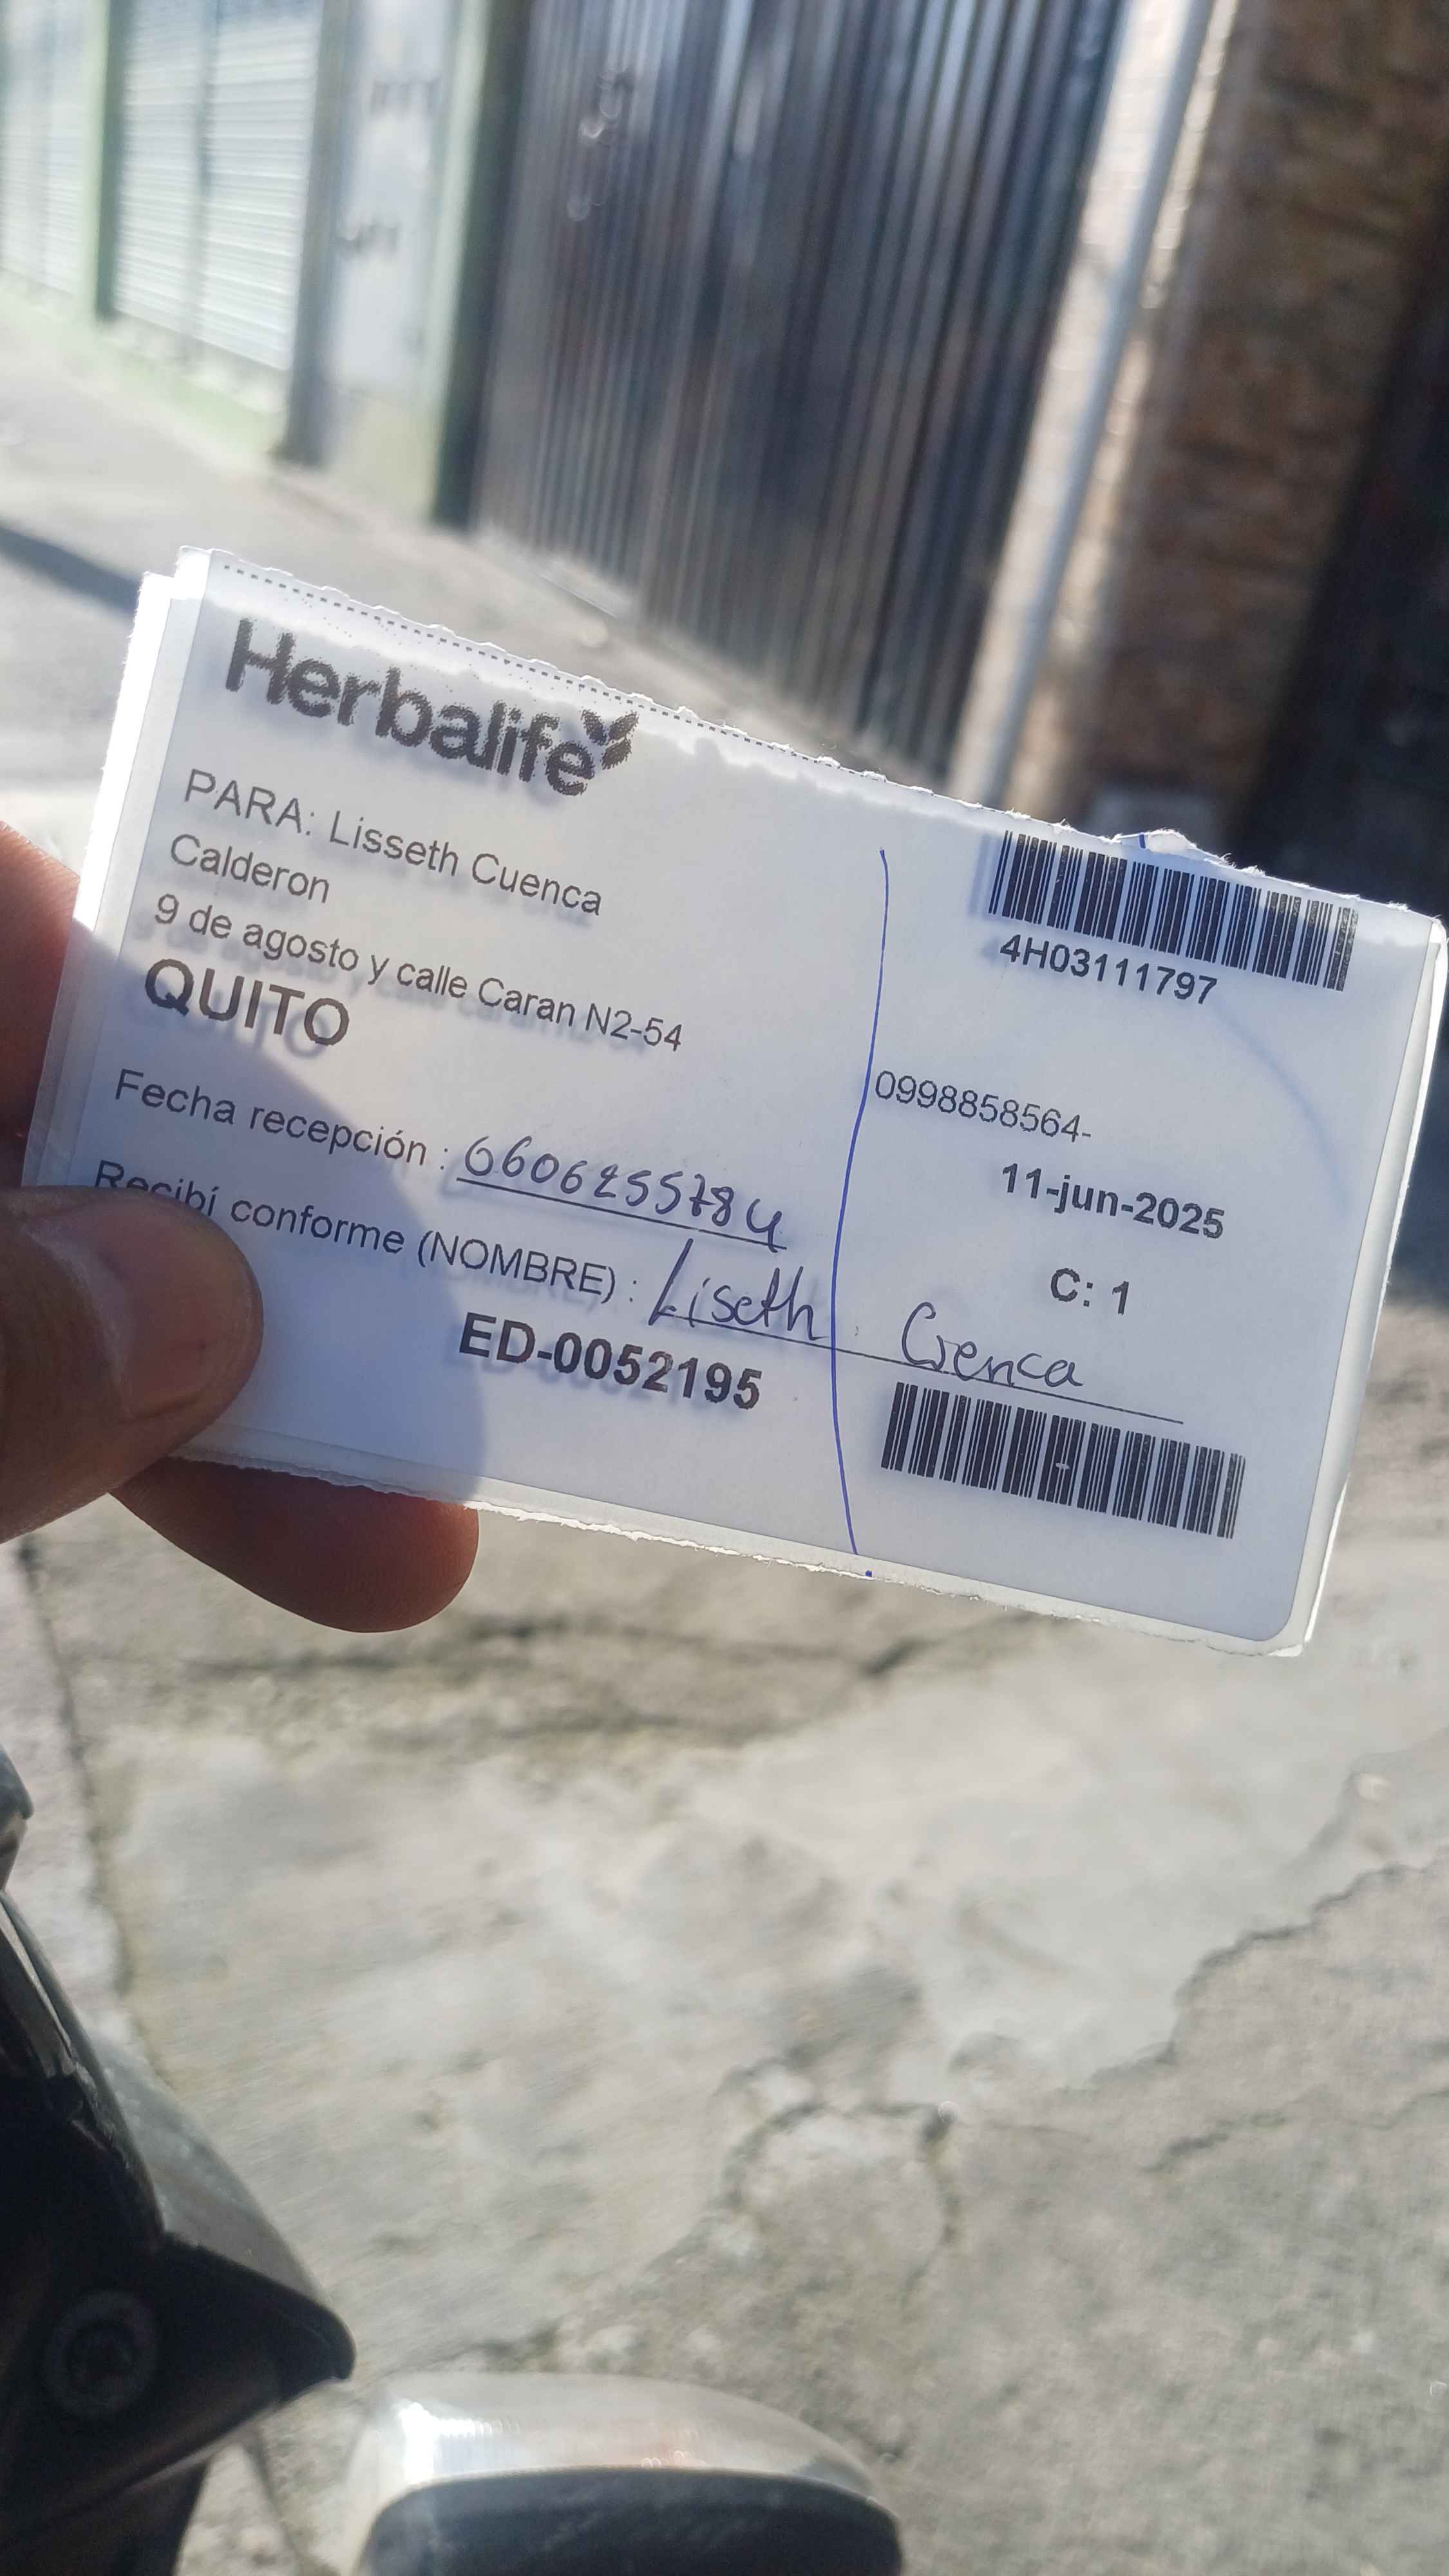 Herbalife
4H03111797
PARA: Lisseth Cuenca
Calderon
9 de agosto y calle Caran N2-54
QUITO
0998858564-
11-jun-2025
C: 1
Fecha recepción : 0606255784
Recibí conforme (NOMBRE) : Liseth Cuenca
ED-0052195